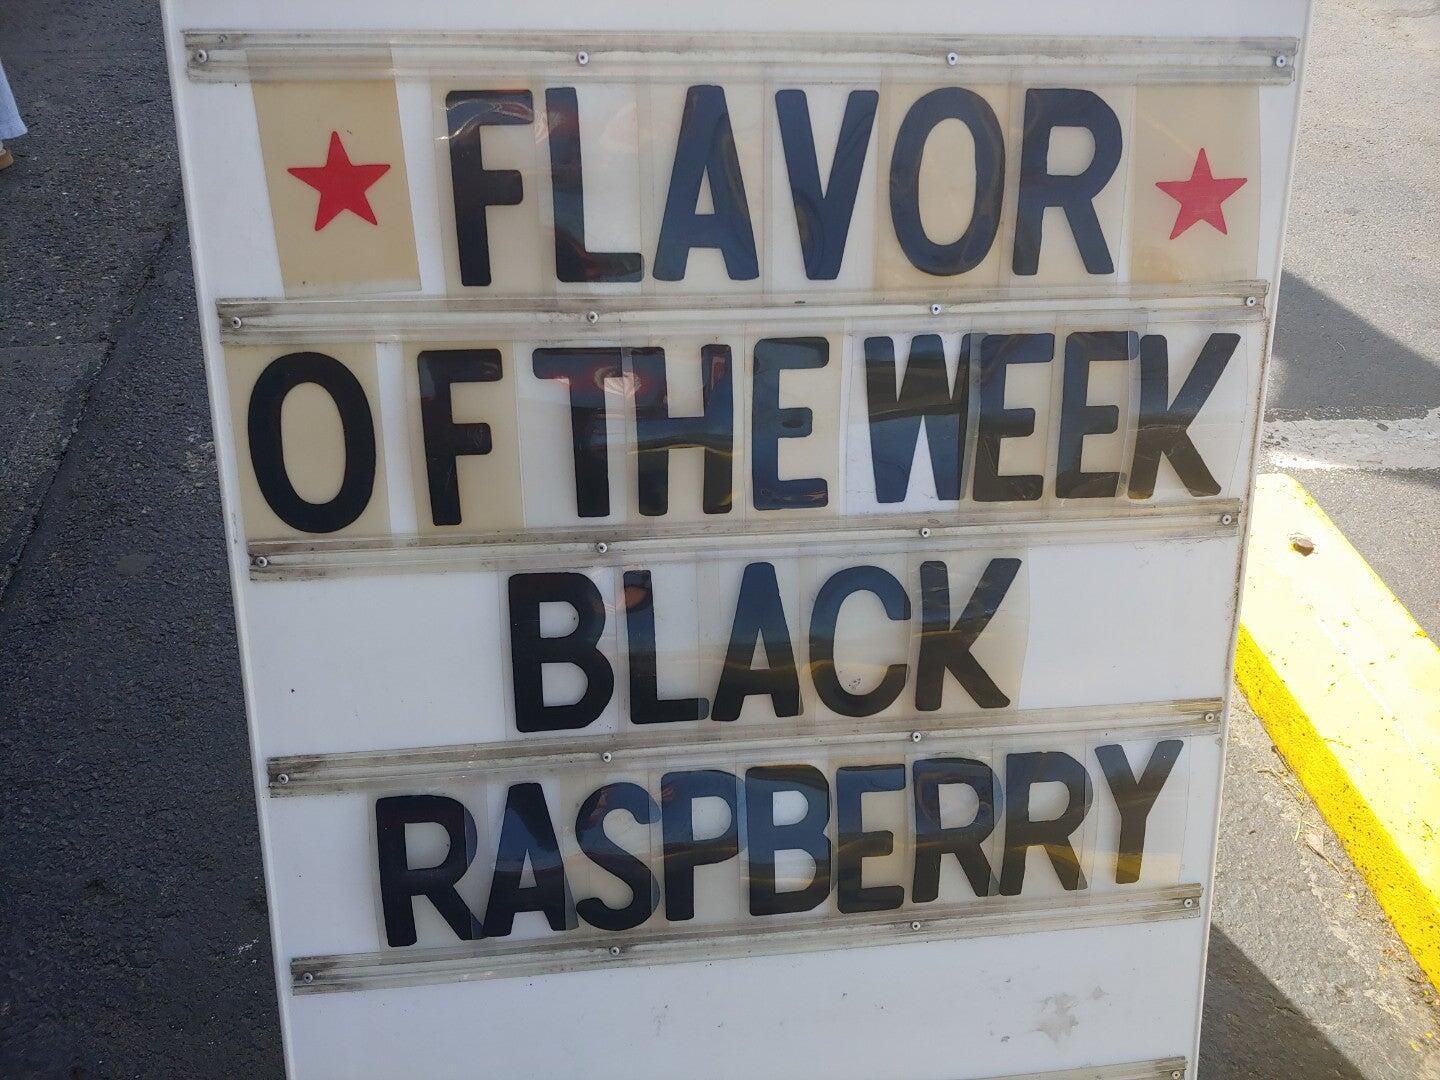 FLAVOR
OF THE WEEK
BLACK
RASPBERRY